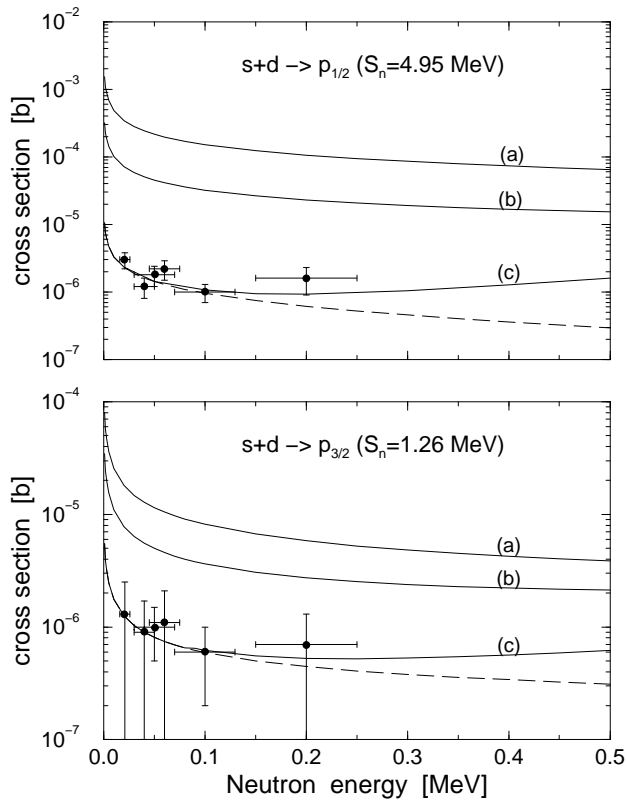 10⁻²
s+d –> p₁/₂ (Sₙ=4.95 MeV)
10⁻³
(a)
10⁻⁴
(b)
10⁻⁵
(c)
10⁻⁶
10⁻⁷
cross section [b]
10⁻⁴
s+d –> p₃/₂ (Sₙ=1.26 MeV)
10⁻⁵
(a)
(b)
10⁻⁶
(c)
10⁻⁷
cross section [b]
0.0 0.1 0.2 0.3 0.4 0.5
Neutron energy [MeV]